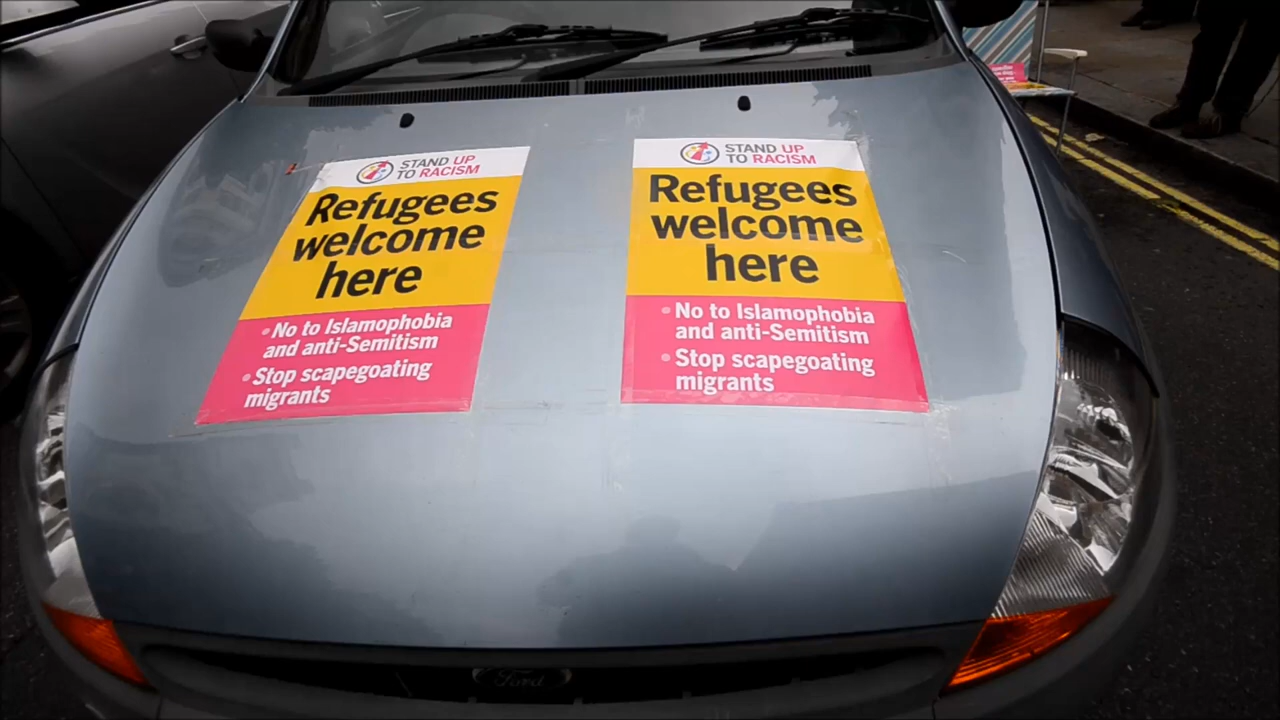 STAND UP
TO RACISM
Refugees
welcome
here
• No to Islamophobia
and anti-Semitism
• Stop scapegoating
migrants
STAND UP
TO RACISM
Refugees
welcome
here
• No to Islamophobia
and anti-Semitism
• Stop scapegoating
migrants
Ford